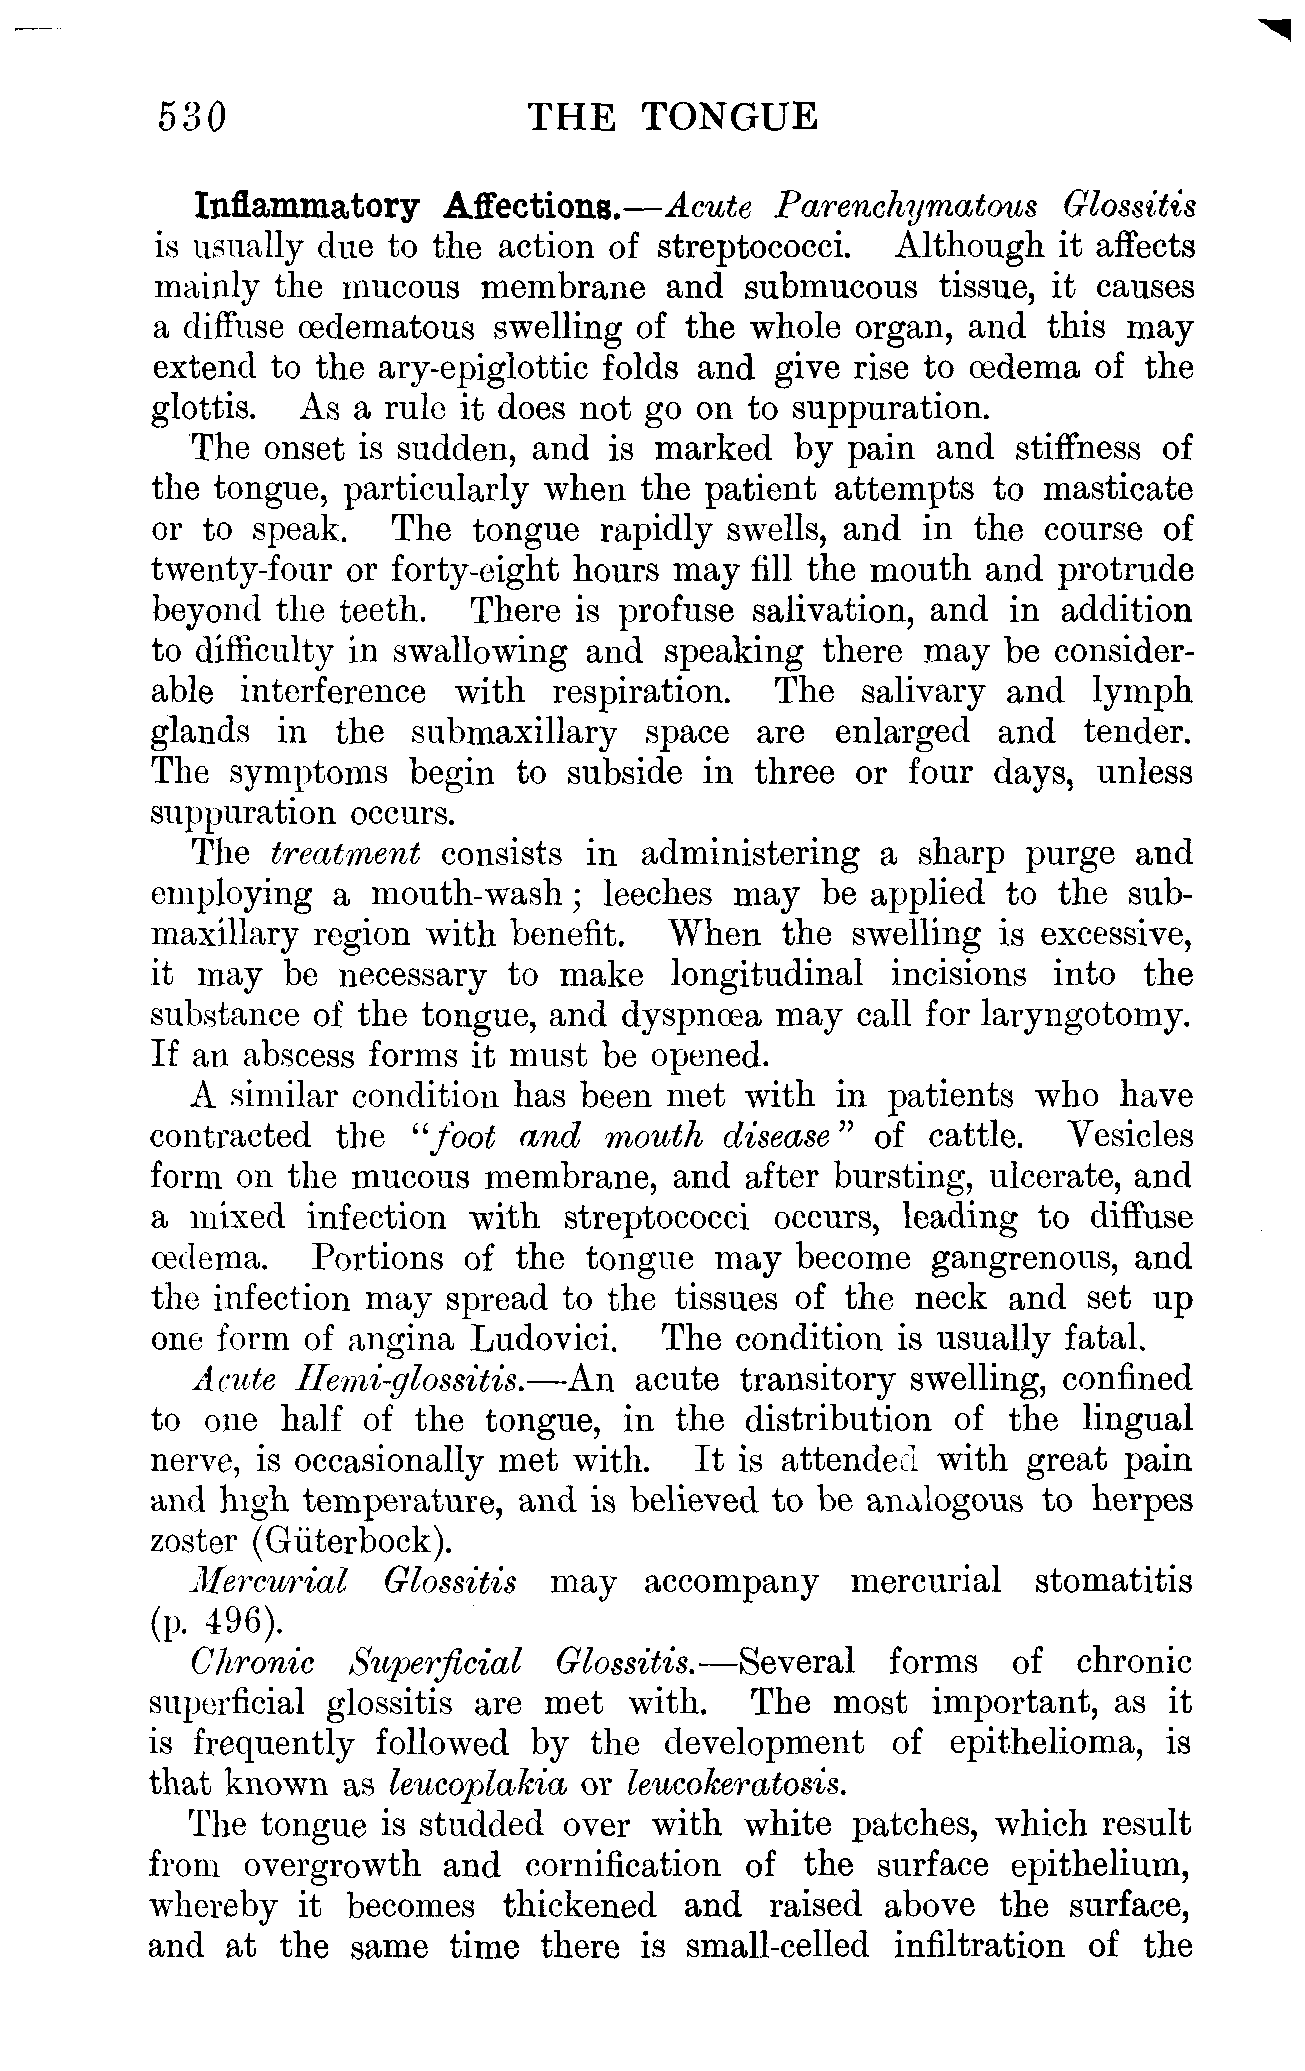 530 THE TONGUE
Inflammatory Affections.—Acute Parenchymatous Glossitis
is usually due to the action of streptococci. Although it affects
mainly the mucous membrane and submucous tissue, it causes
a diffuse œdematous swelling of the whole organ, and this may
extend to the ary-epiglottic folds and give rise to œdema of the
glottis. As a rule it does not go on to suppuration.
The onset is sudden, and is marked by pain and stiffness of
the tongue, particularly when the patient attempts to masticate
or to speak. The tongue rapidly swells, and in the course of
twenty-four or forty-eight hours may fill the mouth and protrude
beyond the teeth. There is profuse salivation, and in addition
to difficulty in swallowing and speaking there may be consider-
able interference with respiration. The salivary and lymph
glands in the submaxillary space are enlarged and tender.
The symptoms begin to subside in three or four days, unless
suppuration occurs.
The treatment consists in administering a sharp purge and
employing a mouth-wash; leeches may be applied to the sub-
maxillary region with benefit. When the swelling is excessive,
it may be necessary to make longitudinal incisions into the
substance of the tongue, and dyspnœa may call for laryngotomy.
If an abscess forms it must be opened.
A similar condition has been met with in patients who have
contracted the "foot and mouth disease" of cattle. Vesicles
form on the mucous membrane, and after bursting, ulcerate, and
a mixed infection with streptococci occurs, leading to diffuse
œdema. Portions of the tongue may become gangrenous, and
the infection may spread to the tissues of the neck and set up
one form of angina Ludovici. The condition is usually fatal.
Acute Hemi-glossitis.—An acute transitory swelling, confined
to one half of the tongue, in the distribution of the lingual
nerve, is occasionally met with. It is attended with great pain
and high temperature, and is believed to be analogous to herpes
zoster (Güterbock).
Mercurial Glossitis may accompany mercurial stomatitis
(p. 496).
Chronic Superficial Glossitis.—Several forms of chronic
superficial glossitis are met with. The most important, as it
is frequently followed by the development of epithelioma, is
that known as leucoplakia or leucokeratosis.
The tongue is studded over with white patches, which result
from overgrowth and cornification of the surface epithelium,
whereby it becomes thickened and raised above the surface,
and at the same time there is small-celled infiltration of the